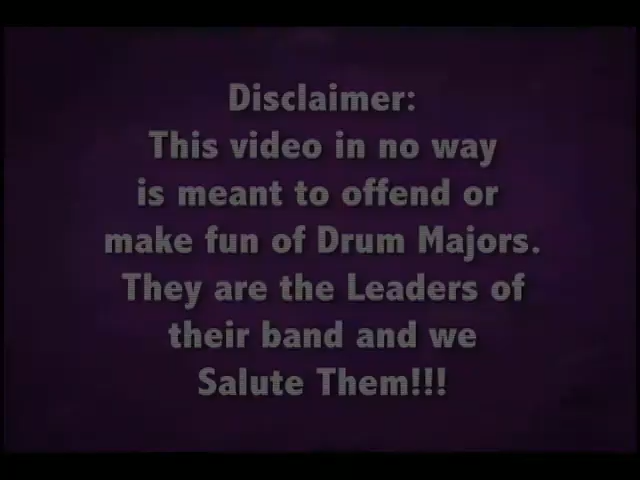 Disclaimer:
This video in no way
is meant to offend or
make fun of Drum Majors.
They are the Leaders of
their band and we
Salute Them!!!